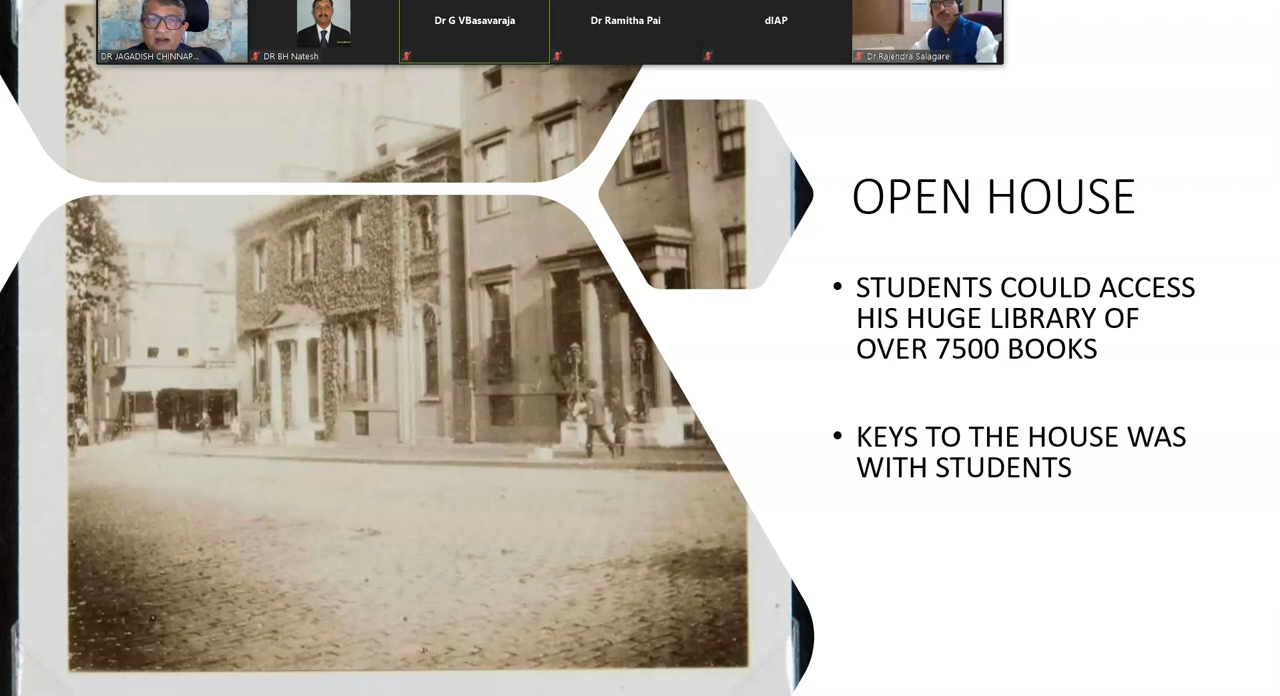 Dr G VBasavaraja
Dr Ramitha Pai
dIAP
DR JAGADISH CHINNAP...
DR BH Natesh
Dr.Rajendra Salagare
OPEN HOUSE
• STUDENTS COULD ACCESS
HIS HUGE LIBRARY OF
OVER 7500 BOOKS
• KEYS TO THE HOUSE WAS
WITH STUDENTS